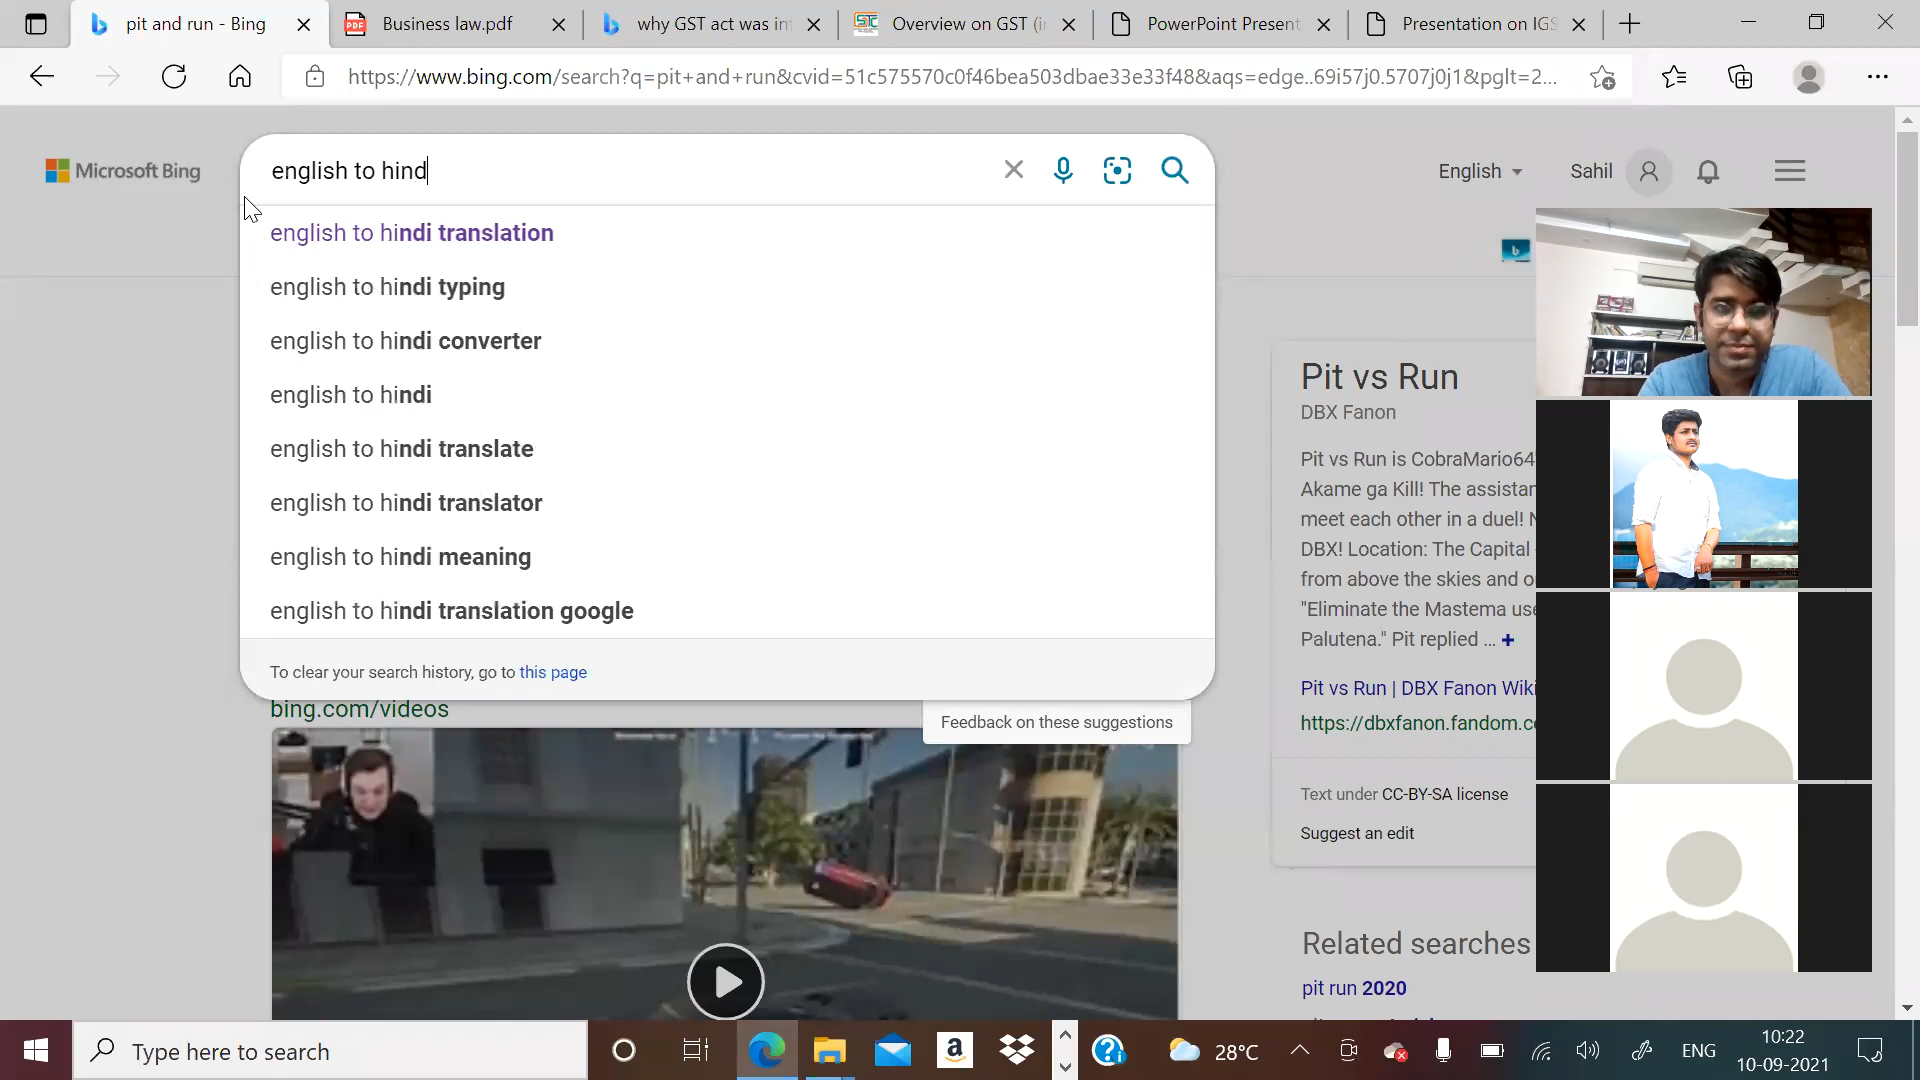 pit and run - Bing
Business law.pdf
why GST act was in
Overview on GST (i
PowerPoint Present
Presentation on IGS
https://www.bing.com/search?q=pit+and+run&cvid=51c575570c0f46bea503dbae33e33f48&aqs=edge..69i57j0.5707j0j1&pglt=2...
Microsoft Bing
english to hind
English
Sahil
english to hindi translation
english to hindi typing
english to hindi converter
english to hindi
english to hindi translate
english to hindi translator
english to hindi meaning
english to hindi translation google
To clear your search history, go to this page
Feedback on these suggestions
bing.com/videos
Pit vs Run
DBX Fanon
Pit vs Run is CobraMario64'
Akame ga Kill! The assistan
meet each other in a duel!
DBX! Location: The Capital
from above the skies and o
"Eliminate the Mastema use
Palutena." Pit replied ... +
Pit vs Run | DBX Fanon Wiki
https://dbxfanon.fandom.c
Text under CC-BY-SA license
Suggest an edit
Related searches
pit run 2020
Type here to search
28°C
ENG
10:22
10-09-2021